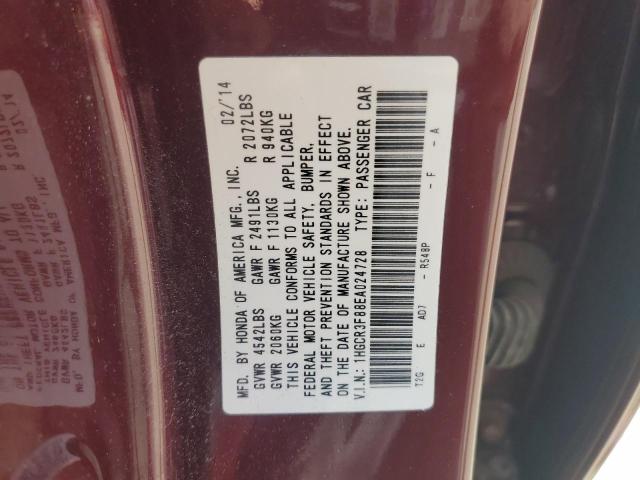 MFD. BY HONDA OF AMERICA MFG.,INC. 02/'14
GVWR 4542LBS GAWR F 2491LBS R 2072LBS
GVWR 2060KG GAWR F 1130KG R 940KG
THIS VEHICLE CONFORMS TO ALL APPLICABLE
FEDERAL MOTOR VEHICLE SAFETY, BUMPER,
AND THEFT PREVENTION STANDARDS IN EFFECT
ON THE DATE OF MANUFACTURE SHOWN ABOVE.
V.I.N.: 1HGCR3F88EA024728 TYPE: PASSENGER CAR
T2G E AD7 - R548P - F - A